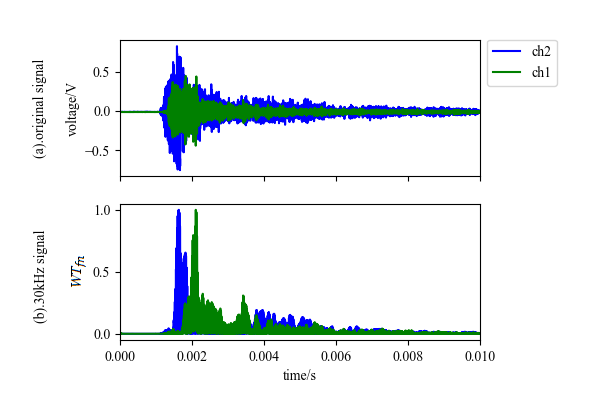 ch2
ch1
(a).original signal
voltage/V
0.5
0.0
−0.5
(b).30kHz signal
WTfn
1.0
0.5
0.0
0.000 0.002 0.004 0.006 0.008 0.010
time/s